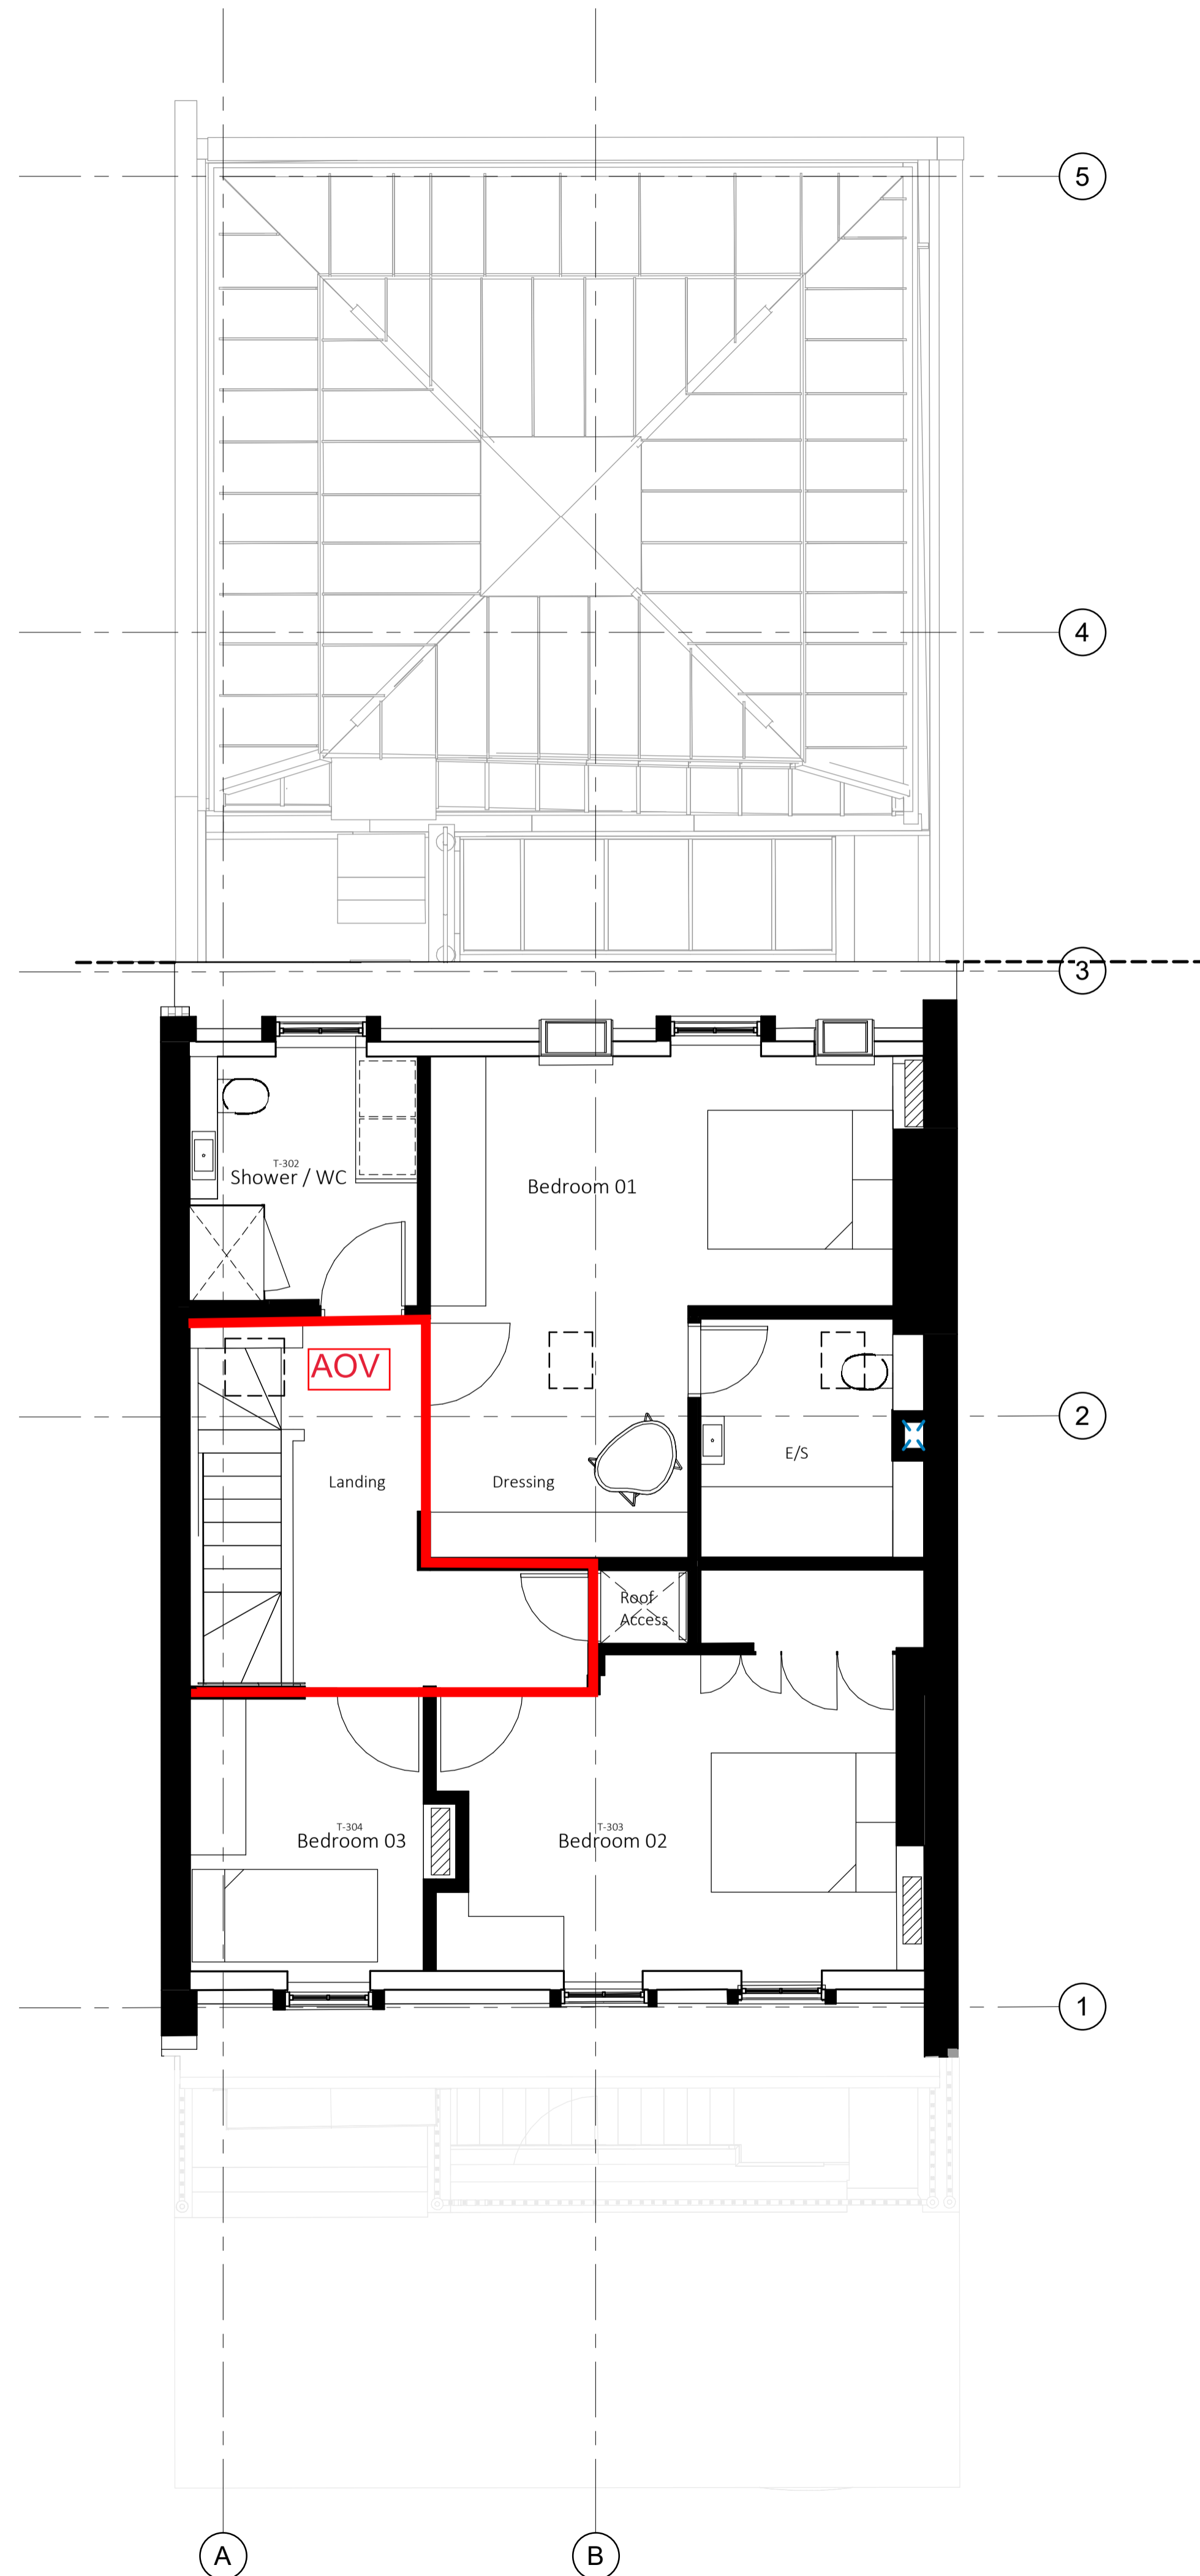 5
4
3
T-302
Shower / WC
Bedroom 01
AOV
2
E/S
Landing
Dressing
Roof
Access
T-304
Bedroom 03
T-303
Bedroom 02
1
A
B